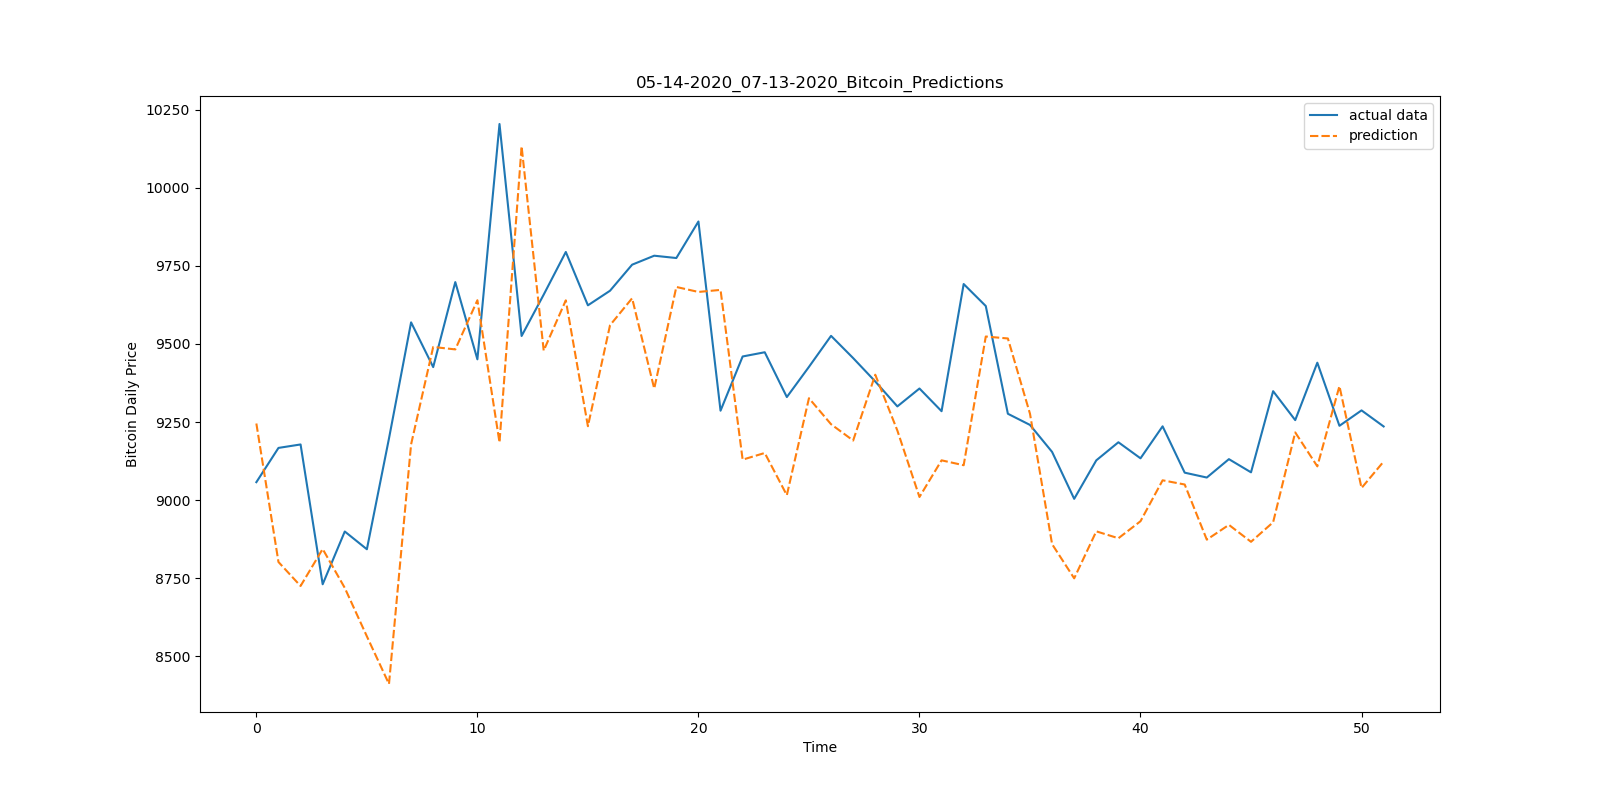 05-14-2020_07-13-2020_Bitcoin_Predictions
actual data
prediction
Bitcoin Daily Price
10250
10000
9750
9500
9250
9000
8750
8500
0 10 20 30 40 50
Time